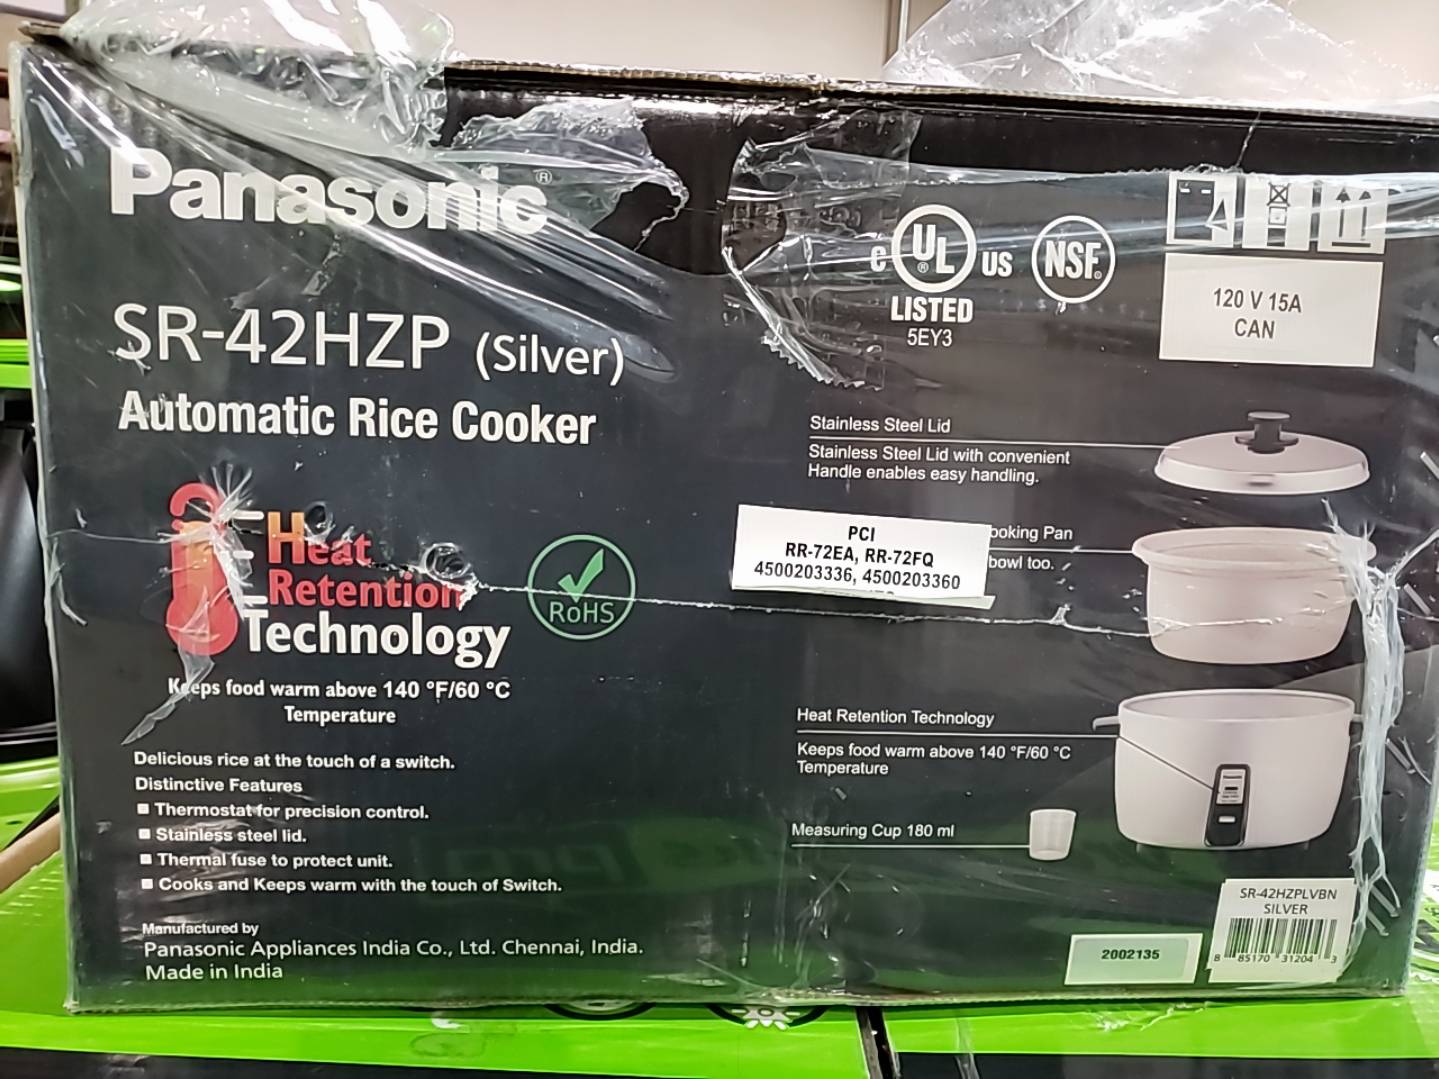 Panasonic®
SR-42HZP (Silver)
Automatic Rice Cooker
Heat
Retention
Technology
RoHS
Keeps food warm above 140 °F/60 °C
Temperature
Delicious rice at the touch of a switch.
Distinctive Features
■ Thermostat for precision control.
■ Stainless steel lid.
■ Thermal fuse to protect unit.
■ Cooks and Keeps warm with the touch of Switch.
Manufactured by
Panasonic Appliances India Co., Ltd. Chennai, India.
Made in India
c UL® US
LISTED
5EY3
NSF®
120 V 15A
CAN
Stainless Steel Lid
Stainless Steel Lid with convenient
Handle enables easy handling.
ooking Pan
bowl too.
PCI
RR-72EA, RR-72FQ
4500203336, 4500203360
Heat Retention Technology
Keeps food warm above 140 °F/60 °C
Temperature
Measuring Cup 180 ml
SR-42HZPLVBN
SILVER
8 85170 31204 3
2002135